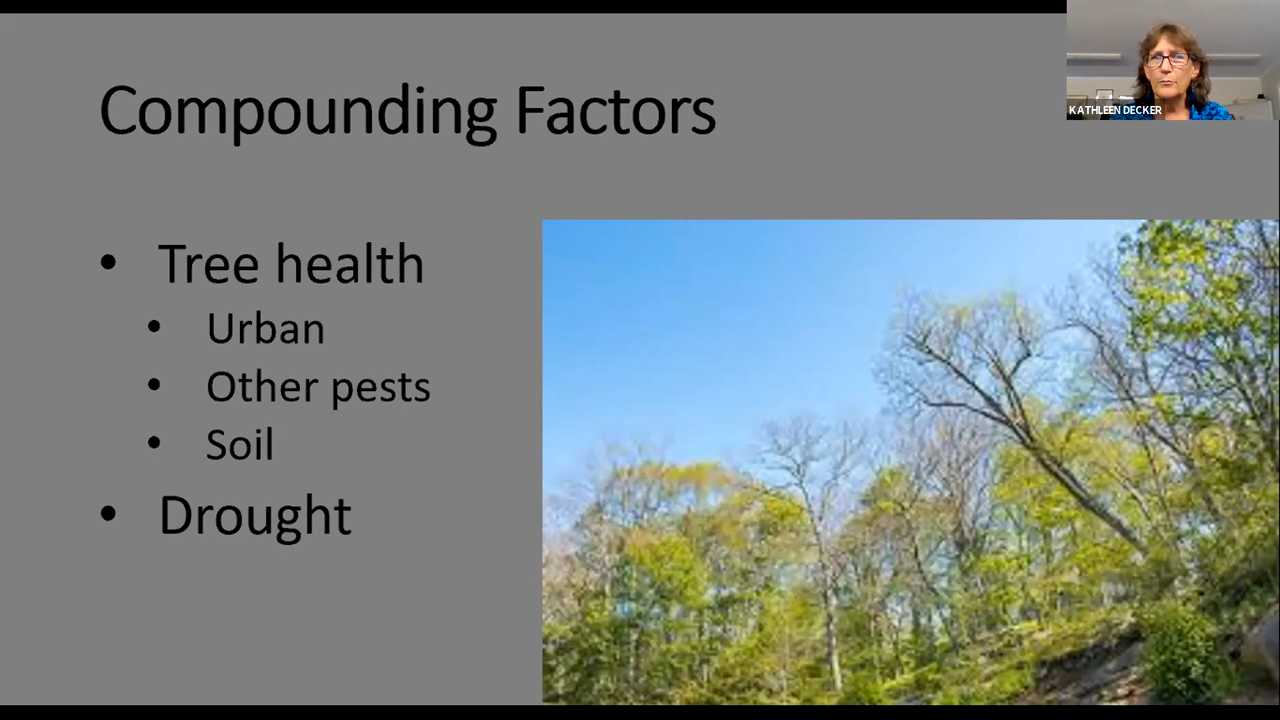 Compounding Factors
KATHLEEN DECKER
• Tree health
• Urban
• Other pests
• Soil
• Drought